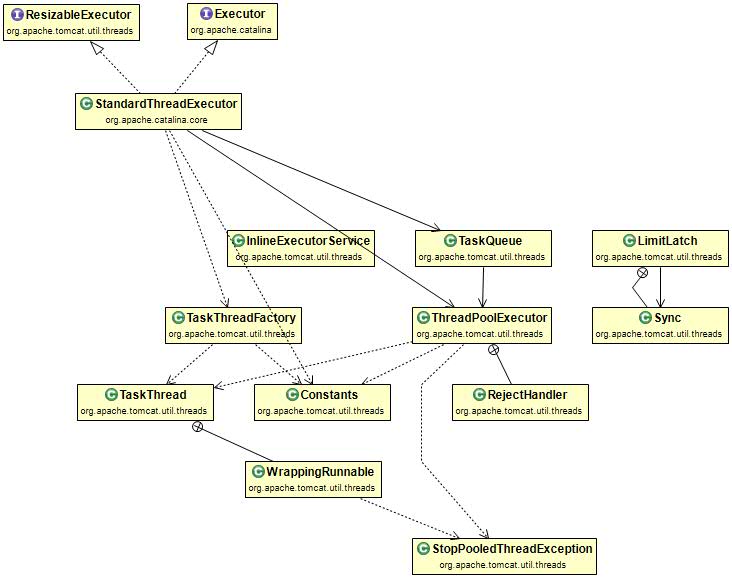 ResizableExecutor
org.apache.tomcat.util.threads
Executor
org.apache.catalina
StandardThreadExecutor
org.apache.catalina.core
InlineExecutorService
org.apache.tomcat.util.threads
TaskQueue
org.apache.tomcat.util.threads
LimitLatch
org.apache.tomcat.util.threads
TaskThreadFactory
org.apache.tomcat.util.threads
ThreadPoolExecutor
org.apache.tomcat.util.threads
Sync
org.apache.tomcat.util.threads
TaskThread
org.apache.tomcat.util.threads
Constants
org.apache.tomcat.util.threads
RejectHandler
org.apache.tomcat.util.threads
WrappingRunnable
org.apache.tomcat.util.threads
StopPooledThreadException
org.apache.tomcat.util.threads